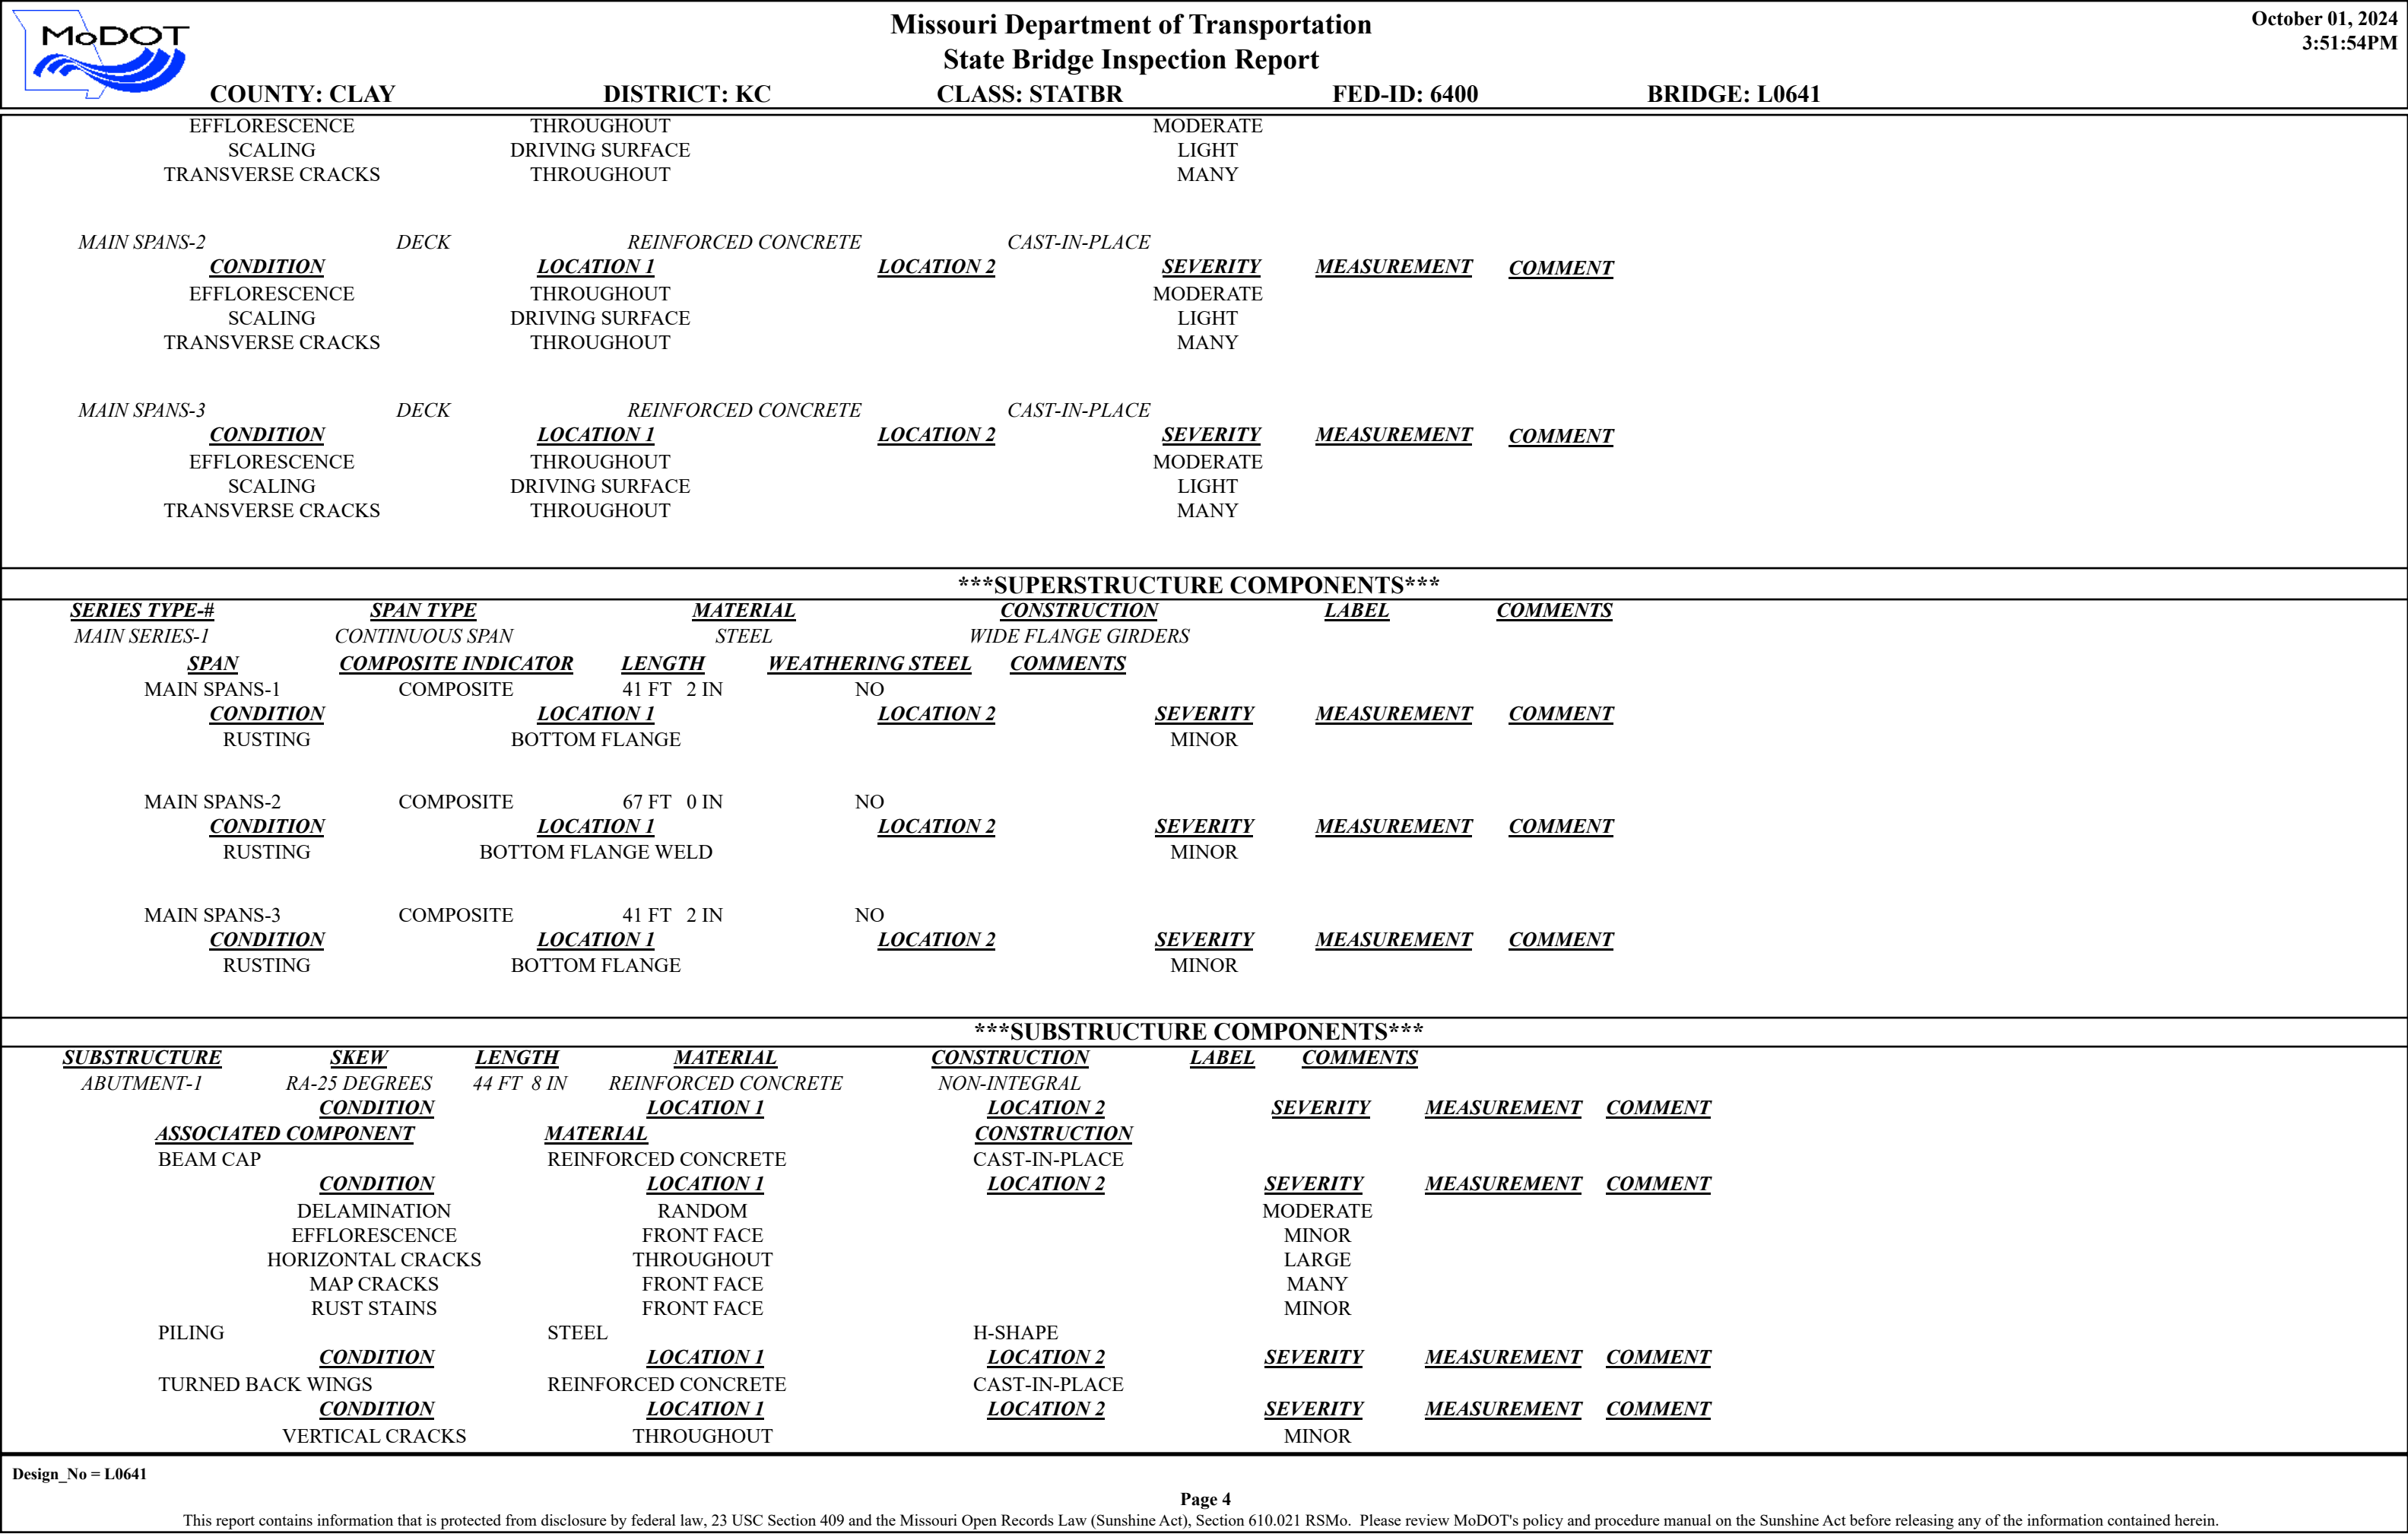 MoDOT
Missouri Department of Transportation
State Bridge Inspection Report
October 01, 2024
3:51:54PM
COUNTY: CLAY DISTRICT: KC CLASS: STATBR FED-ID: 6400 BRIDGE: L0641
EFFLORESCENCE THROUGHOUT MODERATE
SCALING DRIVING SURFACE LIGHT
TRANSVERSE CRACKS THROUGHOUT MANY
MAIN SPANS-2 DECK REINFORCED CONCRETE CAST-IN-PLACE
CONDITION LOCATION 1 LOCATION 2 SEVERITY MEASUREMENT COMMENT
EFFLORESCENCE THROUGHOUT MODERATE
SCALING DRIVING SURFACE LIGHT
TRANSVERSE CRACKS THROUGHOUT MANY
MAIN SPANS-3 DECK REINFORCED CONCRETE CAST-IN-PLACE
CONDITION LOCATION 1 LOCATION 2 SEVERITY MEASUREMENT COMMENT
EFFLORESCENCE THROUGHOUT MODERATE
SCALING DRIVING SURFACE LIGHT
TRANSVERSE CRACKS THROUGHOUT MANY
***SUPERSTRUCTURE COMPONENTS***
SERIES TYPE-# SPAN TYPE MATERIAL CONSTRUCTION LABEL COMMENTS
MAIN SERIES-1 CONTINUOUS SPAN STEEL WIDE FLANGE GIRDERS
SPAN COMPOSITE INDICATOR LENGTH WEATHERING STEEL COMMENTS
MAIN SPANS-1 COMPOSITE 41 FT 2 IN NO
CONDITION LOCATION 1 LOCATION 2 SEVERITY MEASUREMENT COMMENT
RUSTING BOTTOM FLANGE MINOR
MAIN SPANS-2 COMPOSITE 67 FT 0 IN NO
CONDITION LOCATION 1 LOCATION 2 SEVERITY MEASUREMENT COMMENT
RUSTING BOTTOM FLANGE WELD MINOR
MAIN SPANS-3 COMPOSITE 41 FT 2 IN NO
CONDITION LOCATION 1 LOCATION 2 SEVERITY MEASUREMENT COMMENT
RUSTING BOTTOM FLANGE MINOR
***SUBSTRUCTURE COMPONENTS***
SUBSTRUCTURE SKEW LENGTH MATERIAL CONSTRUCTION LABEL COMMENTS
ABUTMENT-1 RA-25 DEGREES 44 FT 8 IN REINFORCED CONCRETE NON-INTEGRAL
CONDITION LOCATION 1 LOCATION 2 SEVERITY MEASUREMENT COMMENT
ASSOCIATED COMPONENT MATERIAL CONSTRUCTION
BEAM CAP REINFORCED CONCRETE CAST-IN-PLACE
CONDITION LOCATION 1 LOCATION 2 SEVERITY MEASUREMENT COMMENT
DELAMINATION RANDOM MODERATE
EFFLORESCENCE FRONT FACE MINOR
HORIZONTAL CRACKS THROUGHOUT LARGE
MAP CRACKS FRONT FACE MANY
RUST STAINS FRONT FACE MINOR
PILING STEEL H-SHAPE
CONDITION LOCATION 1 LOCATION 2 SEVERITY MEASUREMENT COMMENT
TURNED BACK WINGS REINFORCED CONCRETE CAST-IN-PLACE
CONDITION LOCATION 1 LOCATION 2 SEVERITY MEASUREMENT COMMENT
VERTICAL CRACKS THROUGHOUT MINOR
Design_No = L0641
Page 4
This report contains information that is protected from disclosure by federal law, 23 USC Section 409 and the Missouri Open Records Law (Sunshine Act), Section 610.021 RSMo. Please review MoDOT's policy and procedure manual on the Sunshine Act before releasing any of the information contained herein.